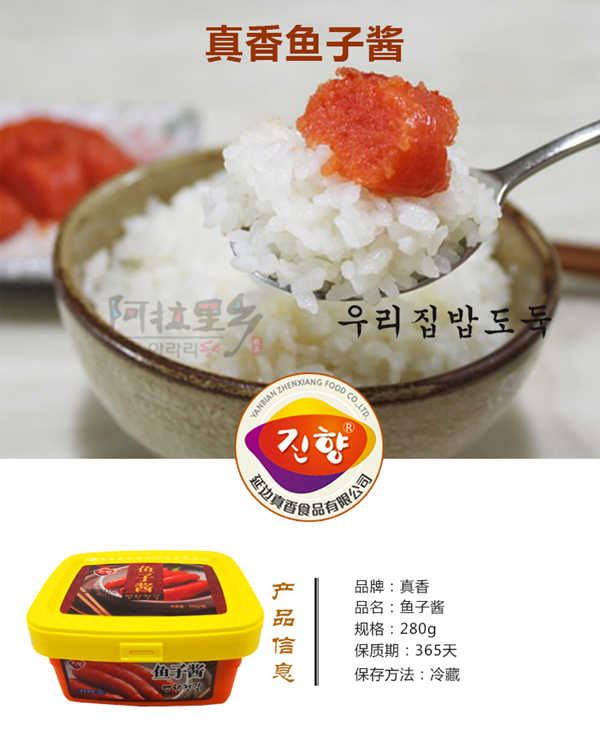 真香鱼子酱
阿拉里乡
아라리
우리집밥도둑
YANBIAN ZHENXIANG FOOD CO.,LTD.
진향®
延边真香食品有限公司
鱼子酱
鱼子酱
产品信息
品牌：真香
品名：鱼子酱
规格：280g
保质期：365天
保存方法：冷藏